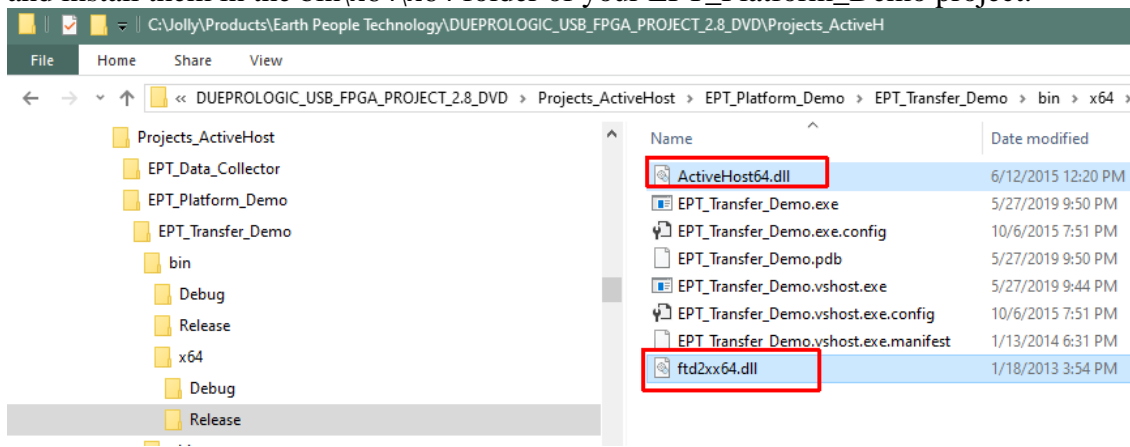 C:\Jolly\Products\Earth People Technology\DUEPROLOGIC_USB_FPGA_PROJECT_2.8_DVD\Projects_ActiveH
File Home Share View
« DUEPROLOGIC_USB_FPGA_PROJECT_2.8_DVD > Projects_ActiveHost > EPT_Platform_Demo > EPT_Transfer_Demo > bin > x64 >
Projects_ActiveHost
EPT_Data_Collector
EPT_Platform_Demo
EPT_Transfer_Demo
bin
Debug
Release
x64
Debug
Release
Name Date modified
ActiveHost64.dll 6/12/2015 12:20 PM
EPT_Transfer_Demo.exe 5/27/2019 9:50 PM
EPT_Transfer_Demo.exe.config 10/6/2015 7:51 PM
EPT_Transfer_Demo.pdb 5/27/2019 9:50 PM
EPT_Transfer_Demo.vshost.exe 5/27/2019 9:44 PM
EPT_Transfer_Demo.vshost.exe.config 10/6/2015 7:51 PM
EPT_Transfer_Demo.vshost.exe.manifest 1/13/2014 6:31 PM
ftd2xx64.dll 1/18/2013 3:54 PM